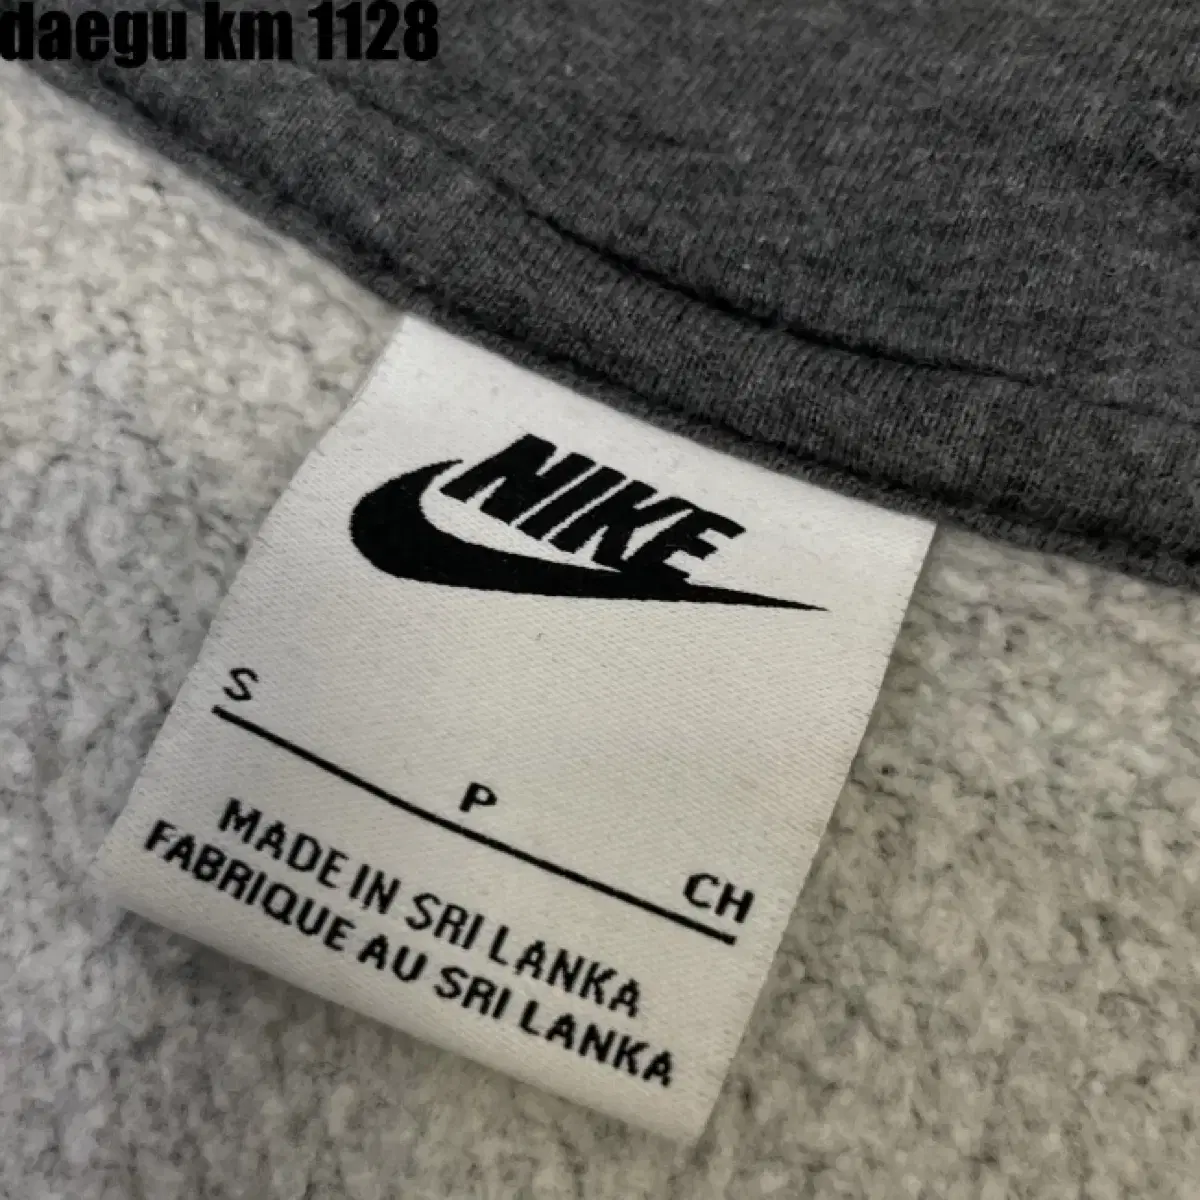 daegu km 1128
NIKE
S
P
CH
MADE IN SRI LANKA
FABRIQUE AU SRI LANKA